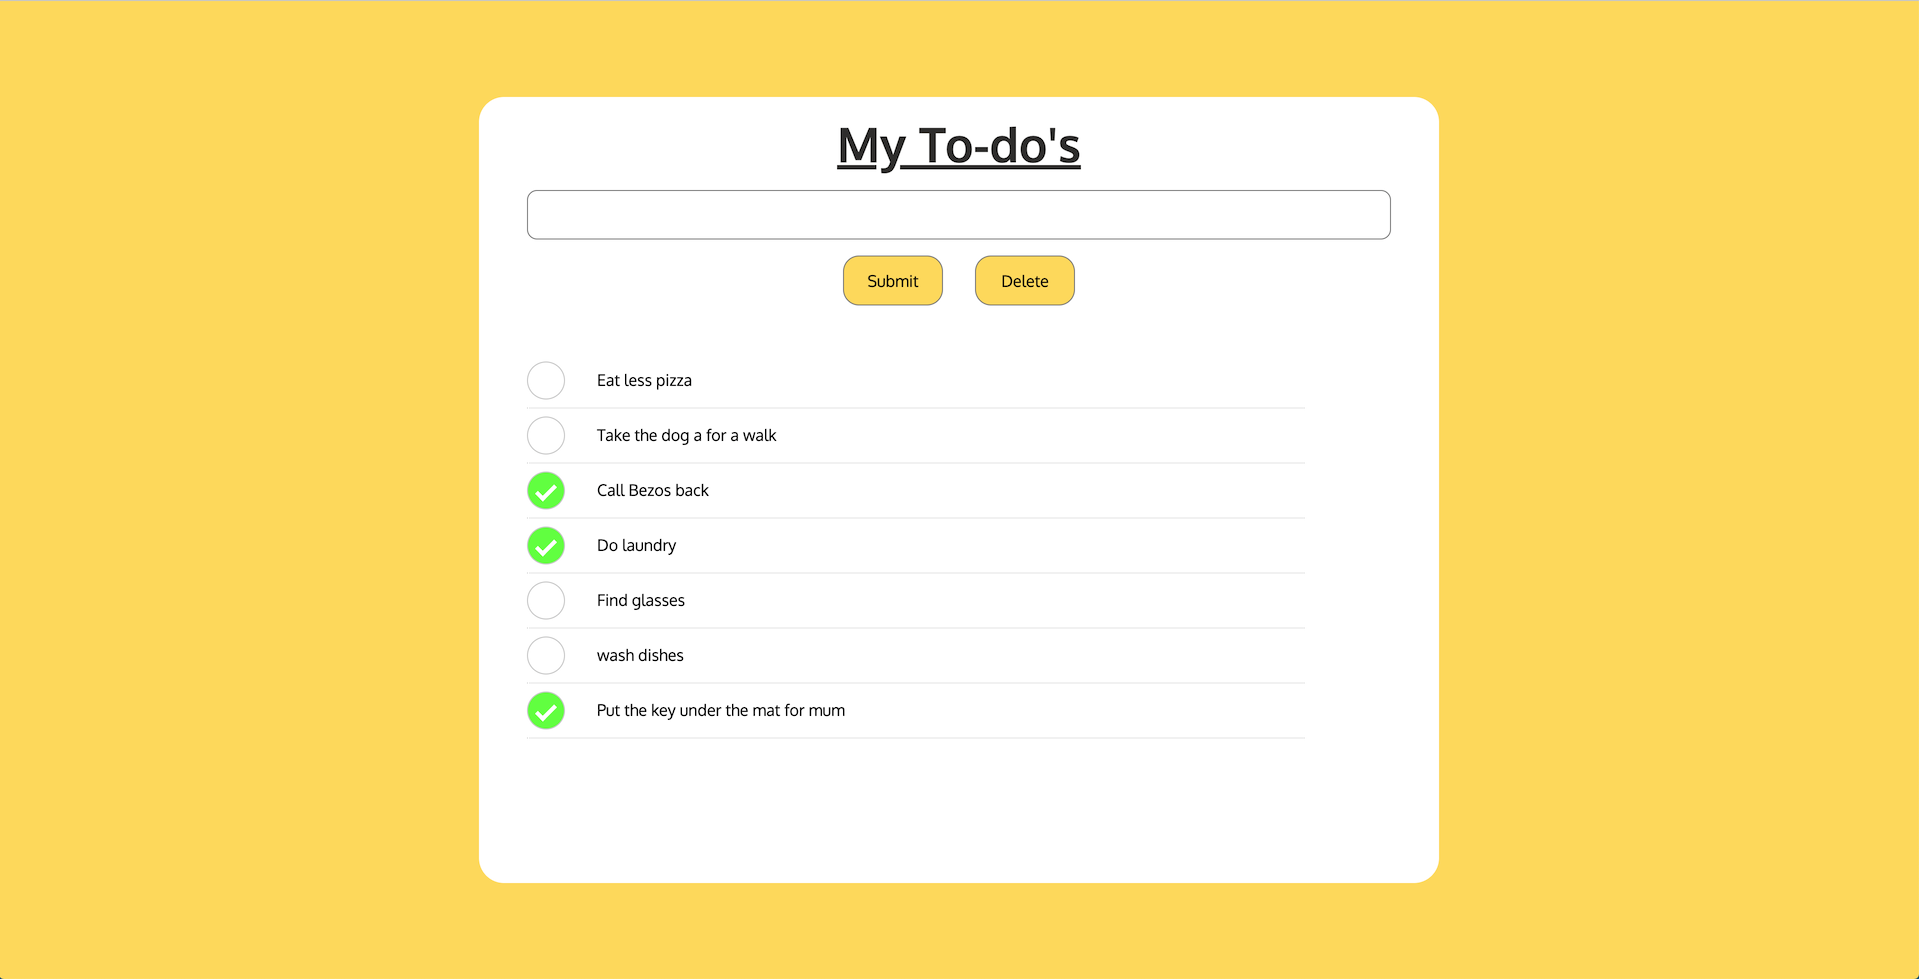 My To-do's
Submit
Delete
Eat less pizza
Take the dog a for a walk
Call Bezos back
Do laundry
Find glasses
wash dishes
Put the key under the mat for mum